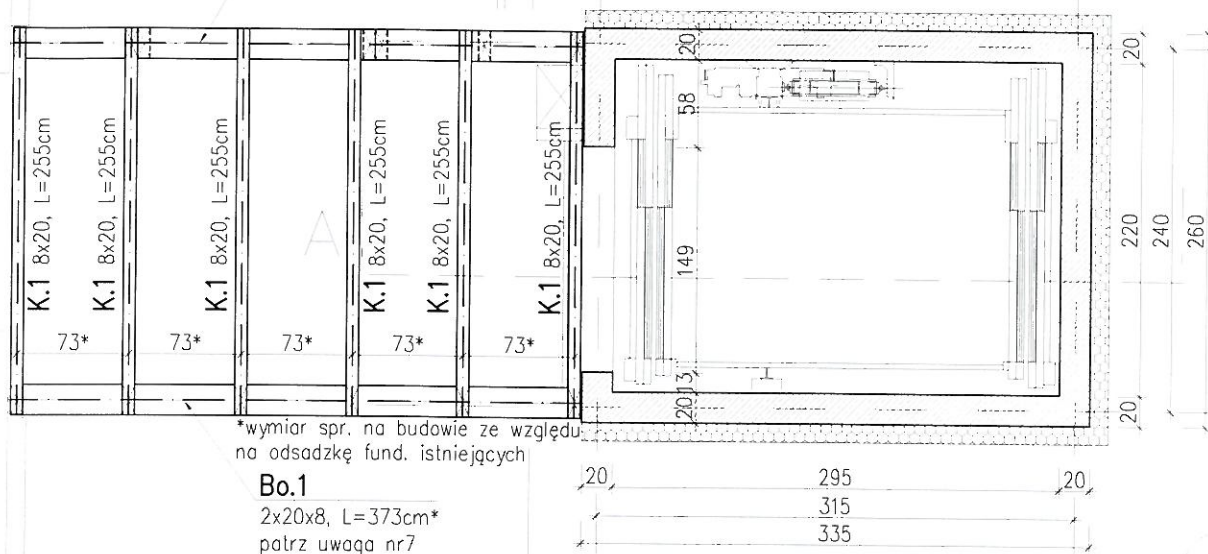 K.1 8x20, L=255cm
K.1 8x20, L=255cm
K.1 8x20, L=255cm
K.1 8x20, L=255cm
K.1 8x20, L=255cm
K.1 8x20, L=255cm
A
73*
73*
73*
73*
73*
20
58
149
13
20
20
220
20
240
260
*wymiar spr. na budowie ze względu
na odsadzkę fund. istniejących
Bo.1
2x20x8, L=373cm*
patrz uwaga nr7
20
295
20
315
335